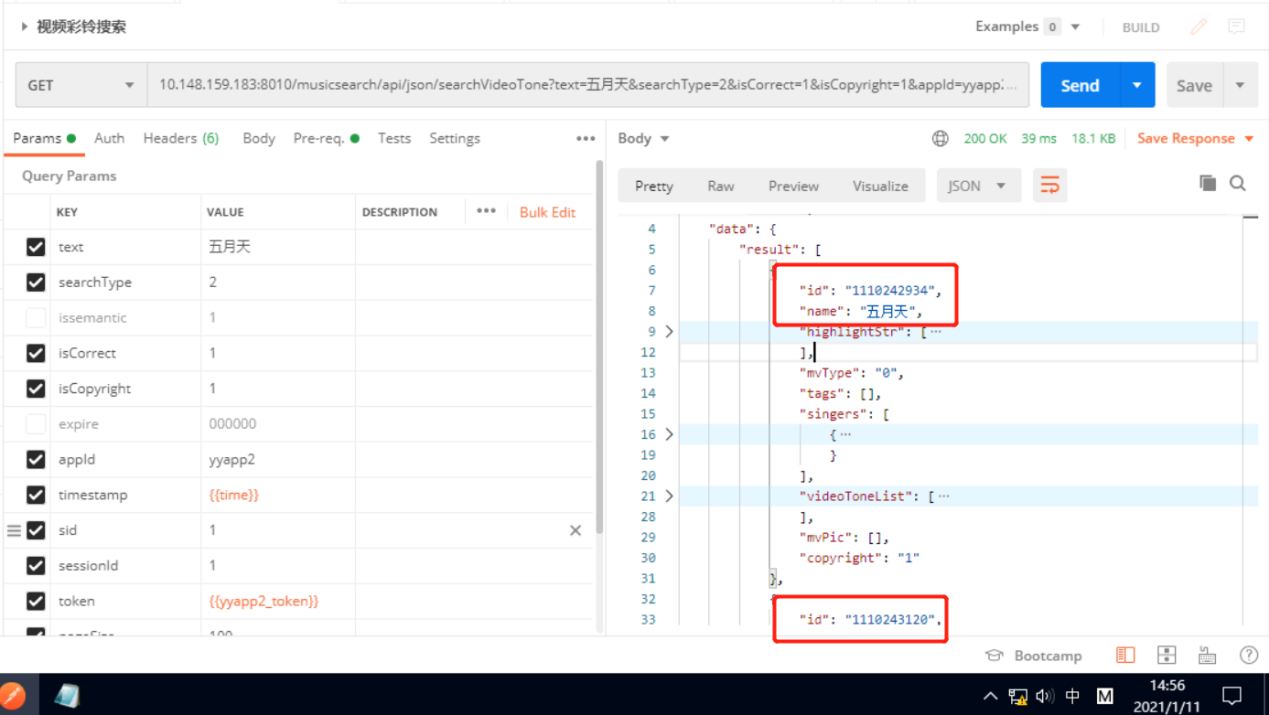 视频彩铃搜索
Examples 0
BUILD
GET
10.148.159.183:8010/musicsearch/api/json/searchVideoTone?text=五月天&searchType=2&isCorrect=1&isCopyright=1&appId=yyapp2...
Send
Save
Params
Auth
Headers (6)
Body
Pre-req.
Tests
Settings
Body
200 OK
39 ms
18.1 KB
Save Response
Query Params
Pretty
Raw
Preview
Visualize
JSON
KEY
VALUE
DESCRIPTION
Bulk Edit
text 五月天
searchType 2
issemantic 1
isCorrect 1
isCopyright 1
expire 000000
appId yyapp2
timestamp {{time}}
sid 1
sessionId 1
token {{yyapp2_token}}
pageSize 100
4 "data": {
5 "result": [
6 {
7 "id": "1110242934",
8 "name": "五月天",
9 "highlightStr": [ ...
12 ],
13 "mvType": "0",
14 "tags": [],
15 "singers": [
16 { ...
19 }
20 ],
21 "videoToneList": [ ...
28 ],
29 "mvPic": [],
30 "copyright": "1"
31 },
32 {
33 "id": "1110243120",
Bootcamp
中
M
14:56
2021/1/11